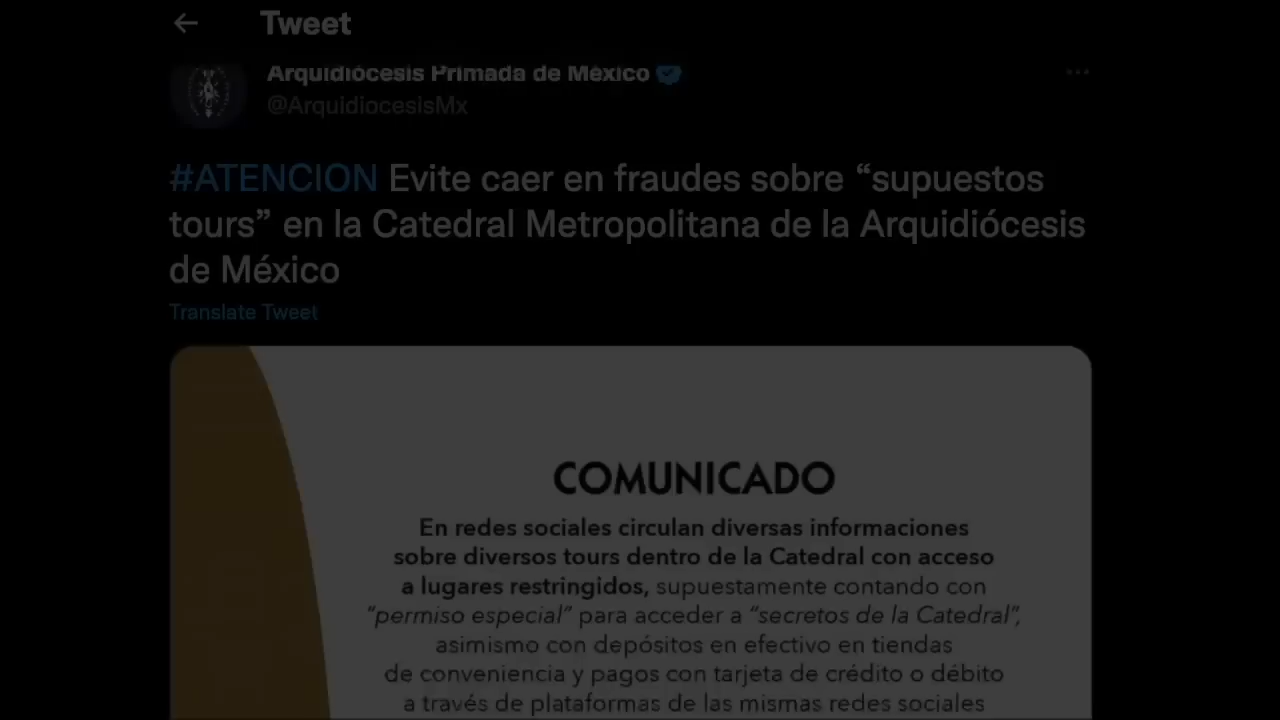 Tweet
Arquidiócesis Primada de México
@ArquidiocesisMx
#ATENCION Evite caer en fraudes sobre “supuestos
tours” en la Catedral Metropolitana de la Arquidiócesis
de México
Translate Tweet
COMUNICADO
En redes sociales circulan diversas informaciones
sobre diversos tours dentro de la Catedral con acceso
a lugares restringidos, supuestamente contando con
“permiso especial” para acceder a “secretos de la Catedral”,
asimismo con depósitos en efectivo en tiendas
de conveniencia y pagos con tarjeta de crédito o débito
a través de plataformas de las mismas redes sociales